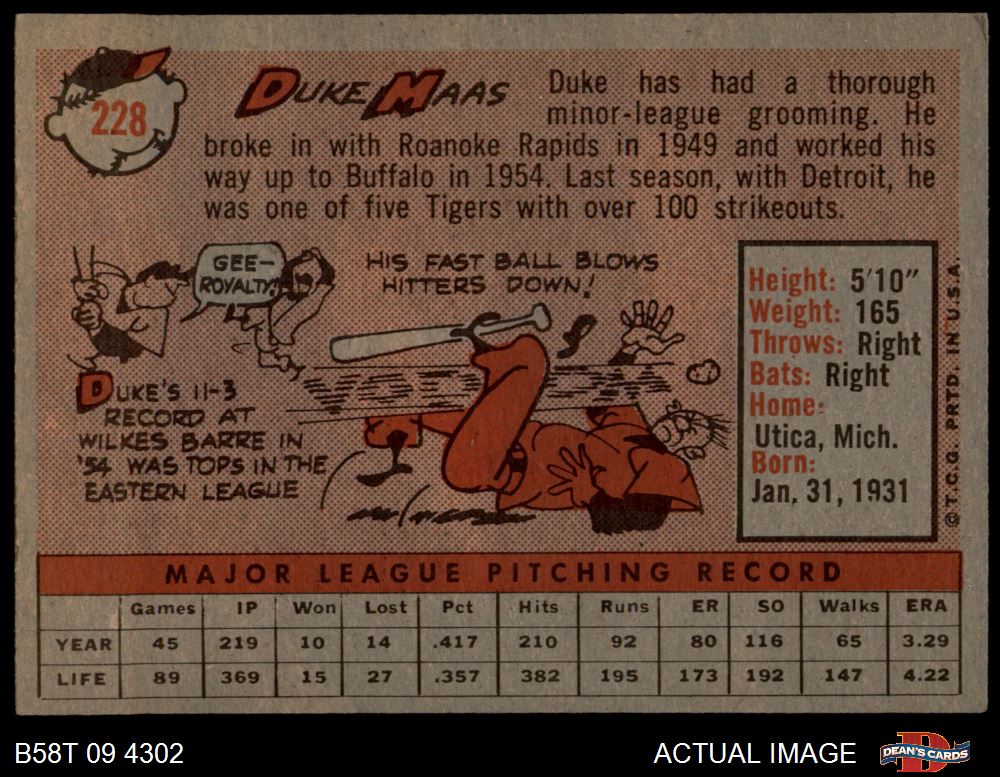 228
DUKE MAAS
Duke has had a thorough
minor-league grooming. He
broke in with Roanoke Rapids in 1949 and worked his
way up to Buffalo in 1954. Last season, with Detroit, he
was one of five Tigers with over 100 strikeouts.
GEE-
ROYALTY!
DUKE'S 11-3
RECORD AT
WILKES BARRE IN
'54 WAS TOPS IN THE
EASTERN LEAGUE
HIS FAST BALL BLOWS
HITTERS DOWN!
Height: 5'10"
Weight: 165
Throws: Right
Bats: Right
Home:
Utica, Mich.
Born:
Jan. 31, 1931
© T.C.G. PRTD. IN U.S.A.
MAJOR LEAGUE PITCHING RECORD
Games IP Won Lost Pct Hits Runs ER SO Walks ERA
YEAR 45 219 10 14 .417 210 92 80 116 65 3.29
LIFE 89 369 15 27 .357 382 195 173 192 147 4.22
B58T 09 4302
ACTUAL IMAGE
D
DEAN'S CARDS